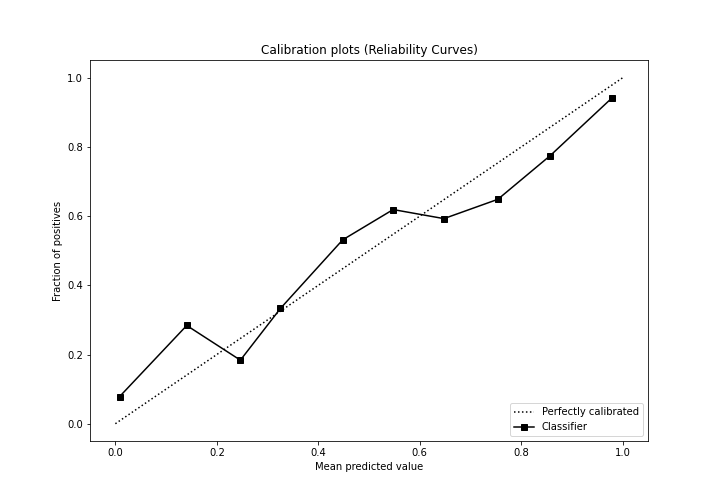 Calibration plots (Reliability Curves)
1.0
0.8
0.6
0.4
0.2
0.0
Fraction of positives
0.0 0.2 0.4 0.6 0.8 1.0
Mean predicted value
Perfectly calibrated
Classifier